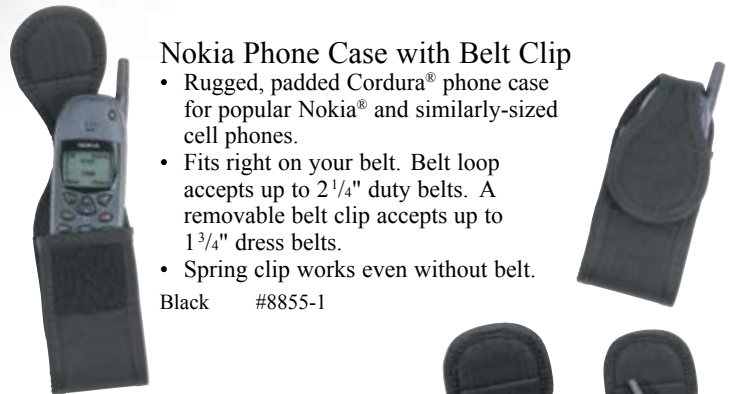 Nokia Phone Case with Belt Clip
• Rugged, padded Cordura® phone case
for popular Nokia® and similarly-sized
cell phones.
• Fits right on your belt. Belt loop
accepts up to 2 1/4" duty belts. A
removable belt clip accepts up to
1 3/4" dress belts.
• Spring clip works even without belt.
Black #8855-1
NOKIA